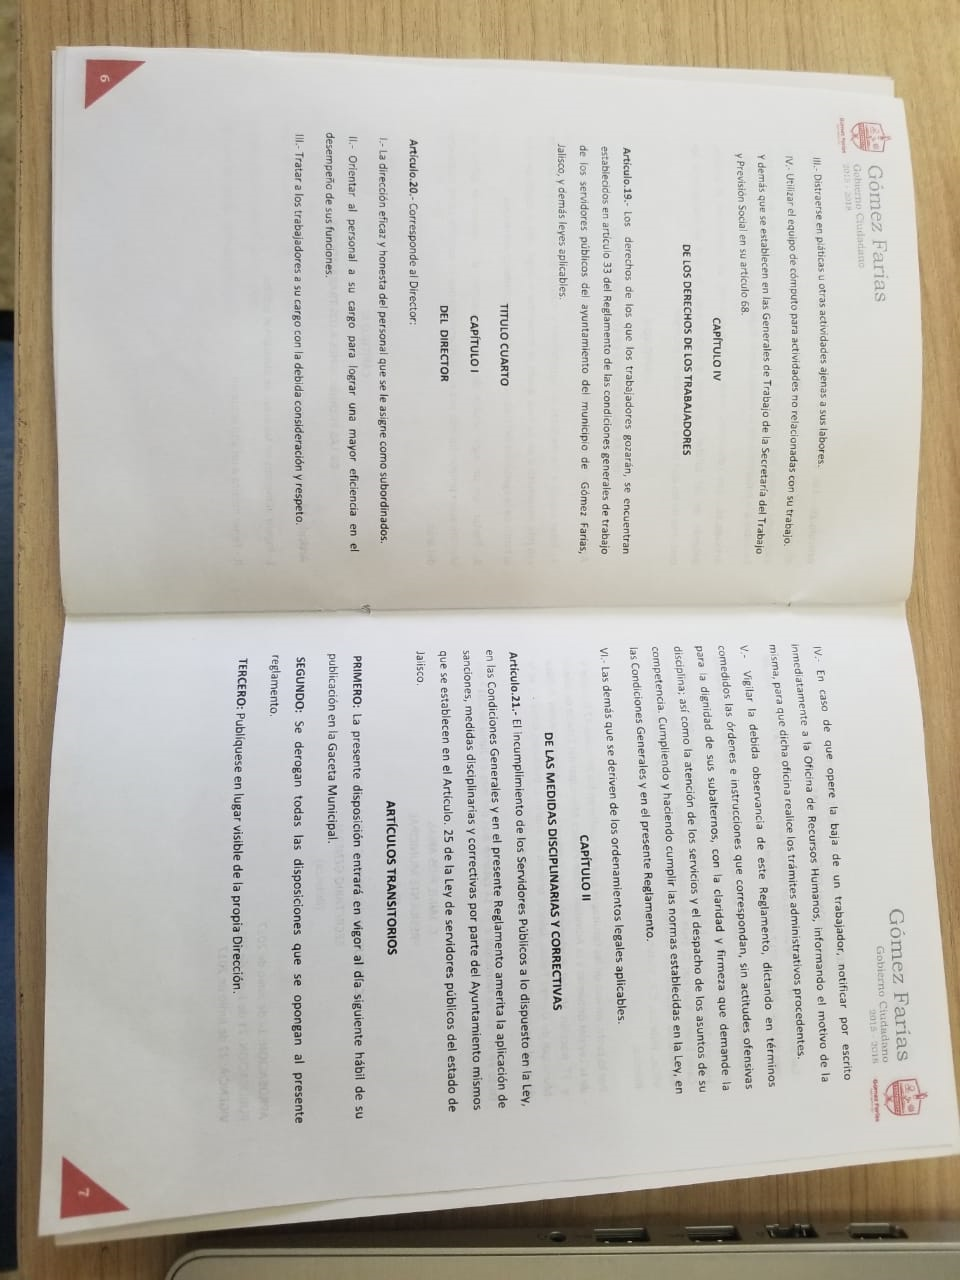 Gómez Farías
Gobierno Ciudadano
2015 - 2018
Gómez Farías
III.- Distraerse en pláticas u otras actividades ajenas a sus labores.
IV.- Utilizar el equipo de cómputo para actividades no relacionadas con su trabajo.
Y demás que se establecen en las Generales de Trabajo de la Secretaría del Trabajo
y Previsión Social en su artículo 68.
CAPÍTULO IV
DE LOS DERECHOS DE LOS TRABAJADORES
Artículo.19.- Los derechos de los que los trabajadores gozarán, se encuentran
establecidos en artículo 33 del Reglamento de las condiciones generales de trabajo
de los servidores públicos del ayuntamiento del municipio de Gómez Farias,
Jalisco, y demás leyes aplicables.
TITULO CUARTO
CAPÍTULO I
DEL DIRECTOR
Artículo.20.- Corresponde al Director:
I.- La dirección eficaz y honesta del personal que se le asigne como subordinados.
II.- Orientar al personal a su cargo para lograr una mayor eficiencia en el
desempeño de sus funciones.
III.- Tratar a los trabajadores a su cargo con la debida consideración y respeto.
6
Gómez Farías
Gobierno Ciudadano
2015 - 2018
Gómez Farías
IV.- En caso de que opere la baja de un trabajador, notificar por escrito
inmediatamente a la Oficina de Recursos Humanos, informando el motivo de la
misma, para que dicha oficina realice los trámites administrativos procedentes.
V.- Vigilar la debida observancia de este Reglamento, dictando en términos
comedidos las órdenes e instrucciones que correspondan, sin actitudes ofensivas
para la dignidad de sus subalternos, con la claridad y firmeza que demande la
disciplina; así como la atención de los servicios y el despacho de los asuntos de su
competencia. Cumpliendo y haciendo cumplir las normas establecidas en la Ley, en
las Condiciones Generales y en el presente Reglamento.
VI.- Las demás que se deriven de los ordenamientos legales aplicables.
CAPÍTULO II
DE LAS MEDIDAS DISCIPLINARIAS Y CORRECTIVAS
Artículo.21.- El incumplimiento de los Servidores Públicos a lo dispuesto en la Ley,
en las Condiciones Generales y en el presente Reglamento amerita la aplicación de
sanciones, medidas disciplinarias y correctivas por parte del Ayuntamiento mismos
que se establecen en el Artículo. 25 de la Ley de servidores públicos del estado de
Jalisco.
ARTÍCULOS TRANSITORIOS
PRIMERO: La presente disposición entrará en vigor al día siguiente hábil de su
publicación en la Gaceta Municipal.
SEGUNDO: Se derogan todas las disposiciones que se opongan al presente
reglamento.
TERCERO: Publíquese en lugar visible de la propia Dirección.
7